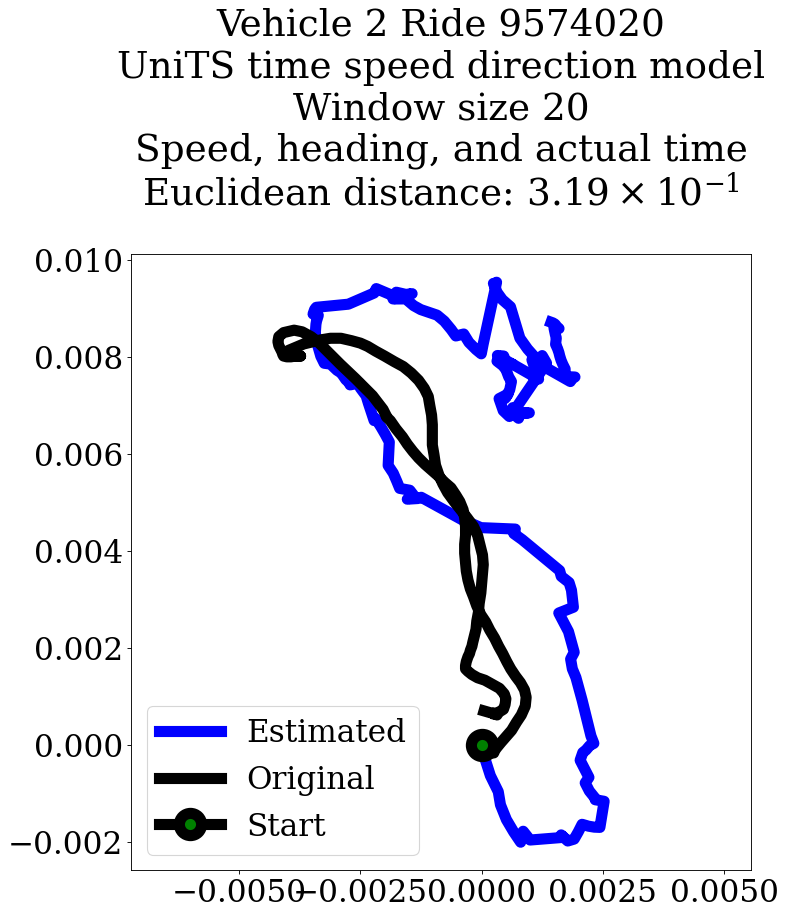 Vehicle 2 Ride 9574020
UniTS time speed direction model
Window size 20
Speed, heading, and actual time
Euclidean distance: 3.19 × 10⁻¹
0.010
0.008
0.006
0.004
0.002
0.000
−0.002
Estimated
Original
Start
−0.0050 −0.0025 0.0000 0.0025 0.0050